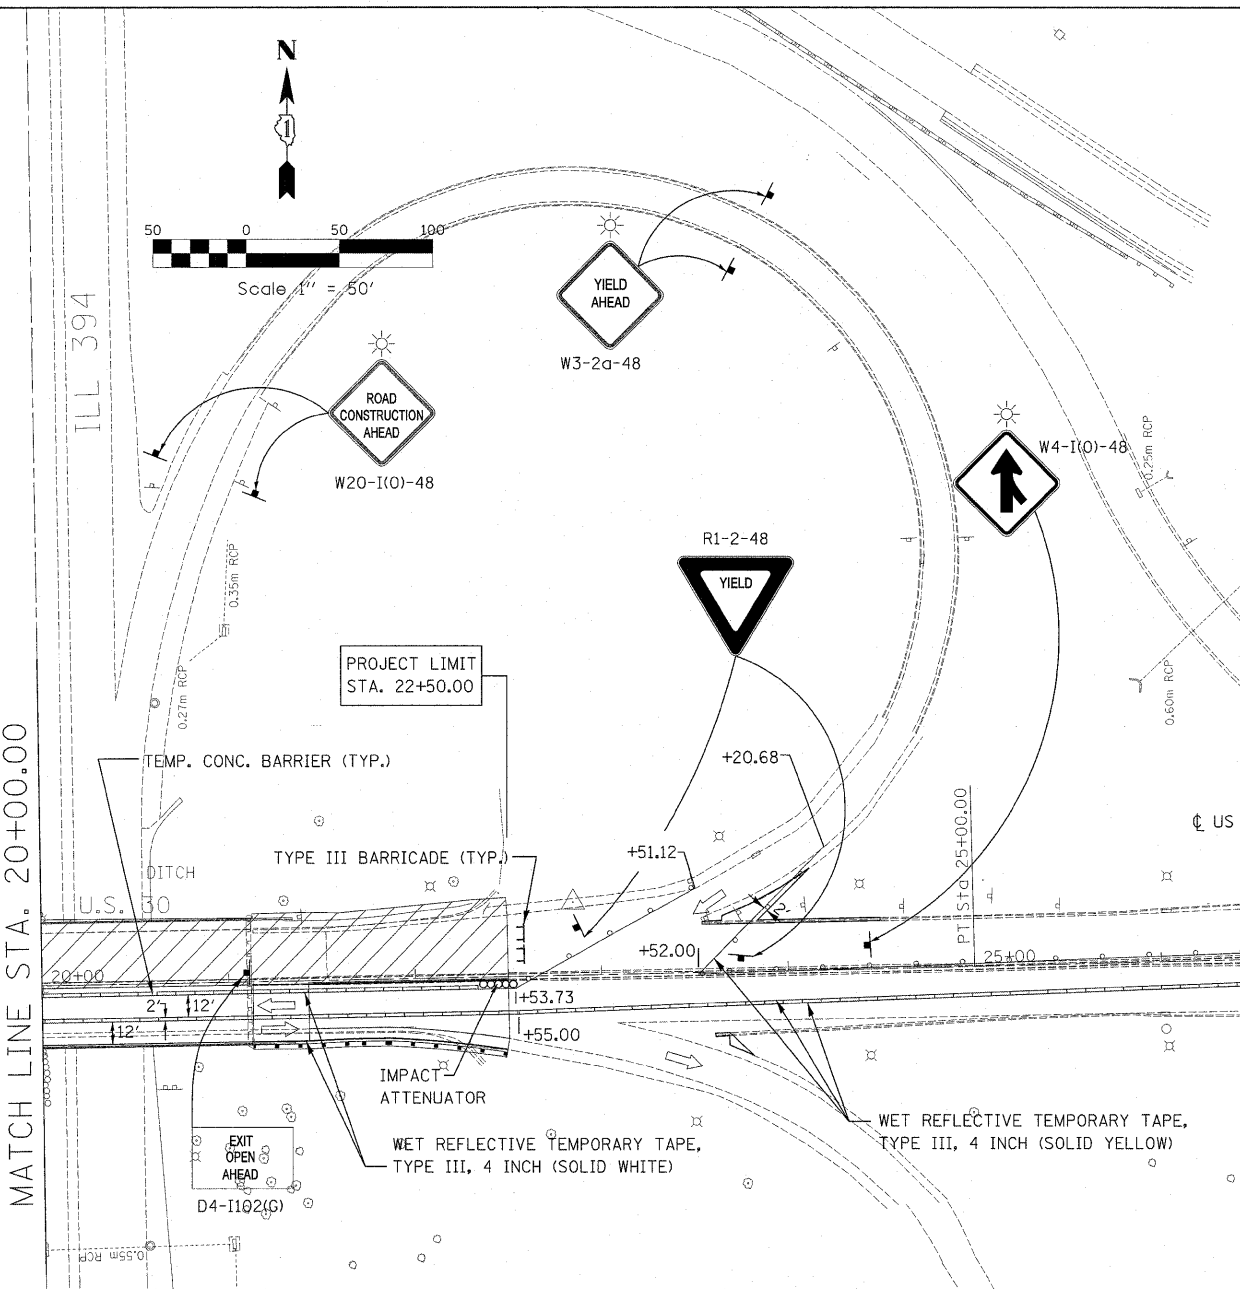 N
1
50 0 50 100
Scale 1" = 50'
ILL 394
YIELD
AHEAD
W3-2a-48
ROAD
CONSTRUCTION
AHEAD
W20-I(O)-48
W4-I(O)-48
0.25m RCP
R1-2-48
YIELD
0.35m RCP
0.27m RCP
0.60m RCP
PROJECT LIMIT
STA. 22+50.00
MATCH LINE STA. 20+00.00
TEMP. CONC. BARRIER (TYP.)
+20.68
PT Sta 25+00.00
℄ US
TYPE III BARRICADE (TYP.)
+51.12
DITCH
U.S. 30
2'
+52.00
25+00
20+00
2'
12'
+53.73
12'
+55.00
IMPACT
ATTENUATOR
WET REFLECTIVE TEMPORARY TAPE,
TYPE III, 4 INCH (SOLID YELLOW)
WET REFLECTIVE TEMPORARY TAPE,
TYPE III, 4 INCH (SOLID WHITE)
EXIT
OPEN
AHEAD
D4-I102(G)
0.55m RCP